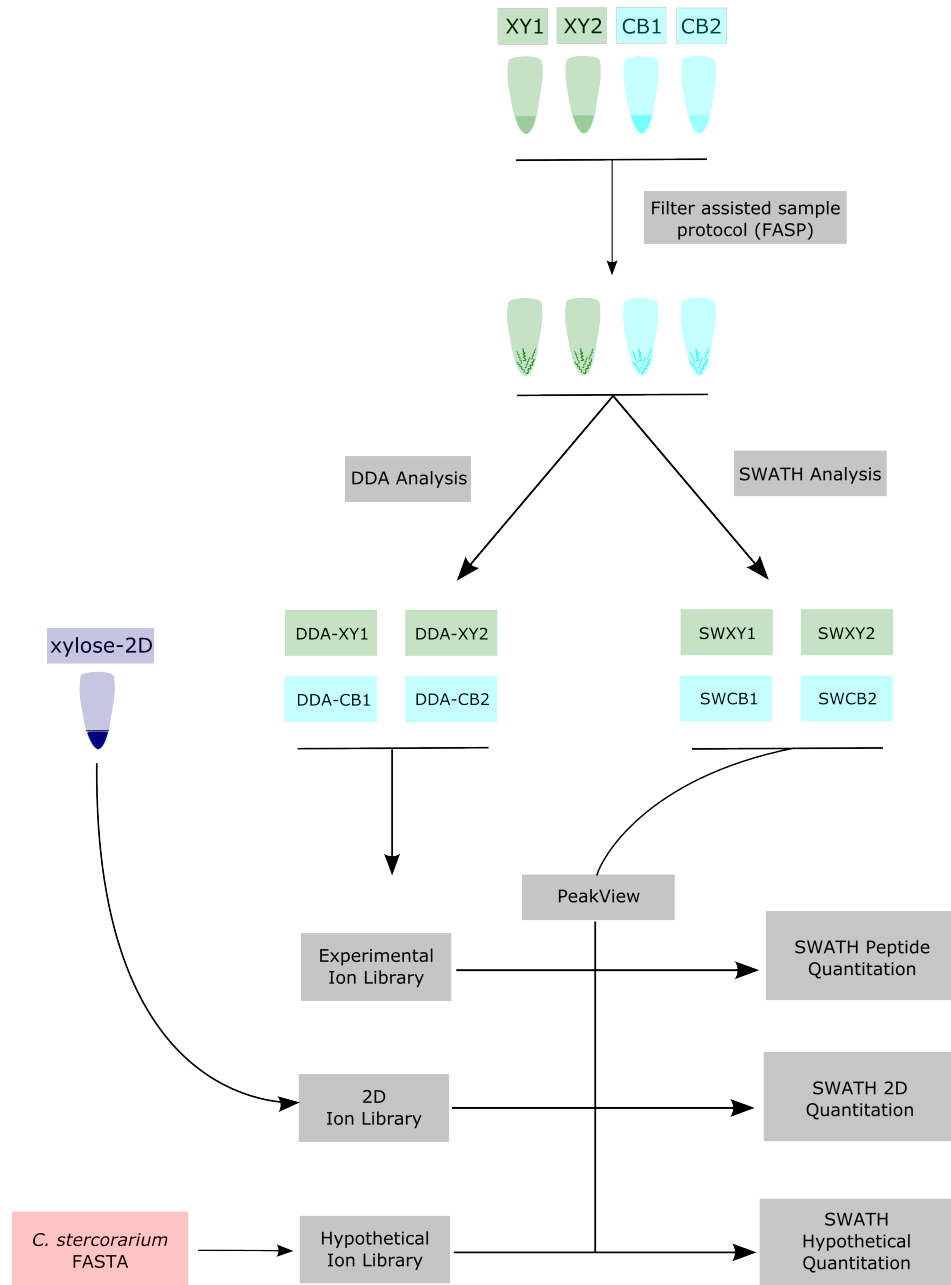 XY1 XY2 CB1 CB2
Filter assisted sample
protocol (FASP)
DDA Analysis
SWATH Analysis
xylose-2D
DDA-XY1 DDA-XY2
DDA-CB1 DDA-CB2
SWXY1 SWXY2
SWCB1 SWCB2
PeakView
Experimental
Ion Library
SWATH Peptide
Quantitation
2D
Ion Library
SWATH 2D
Quantitation
C. stercorarium
FASTA
Hypothetical
Ion Library
SWATH
Hypothetical
Quantitation